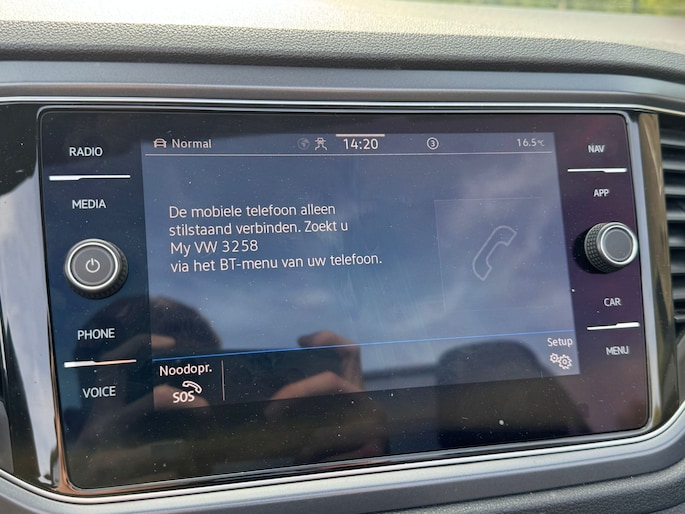 RADIO
MEDIA
PHONE
VOICE
Normal
14:20
3
16.5°C
De mobiele telefoon alleen
stilstaand verbinden. Zoekt u
My VW 3258
via het BT-menu van uw telefoon.
Noodopr.
SOS
Setup
NAV
APP
CAR
MENU